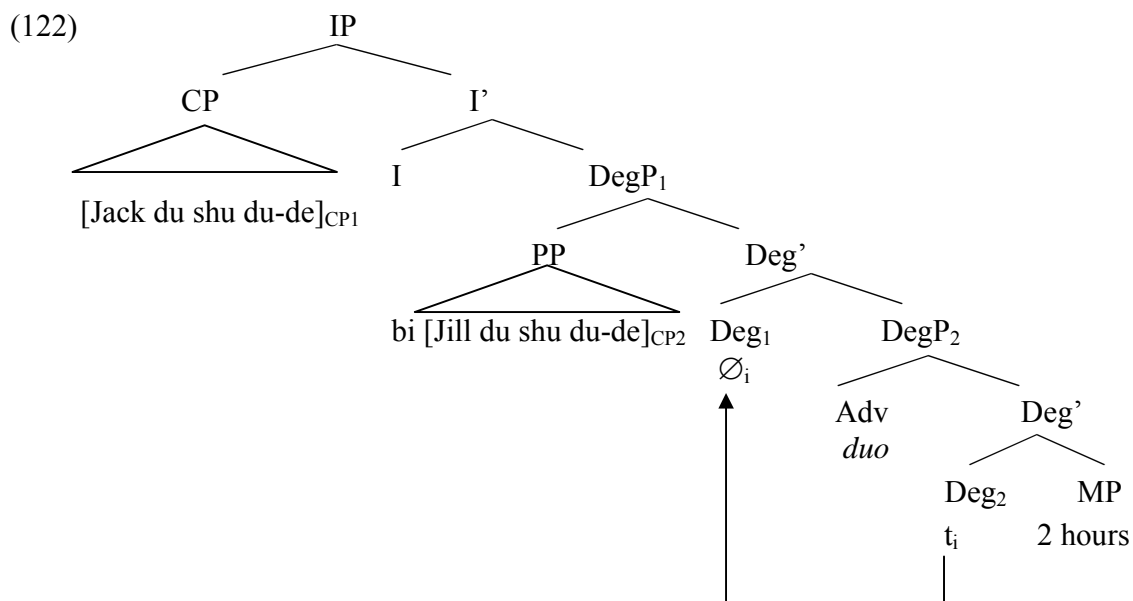 (122) IP
CP I’
I DegP₁
[Jack du shu du-de]CP1
PP Deg’
bi [Jill du shu du-de]CP2 Deg₁ DegP₂
∅ᵢ
Adv Deg’
duo
Deg₂ MP
tᵢ 2 hours